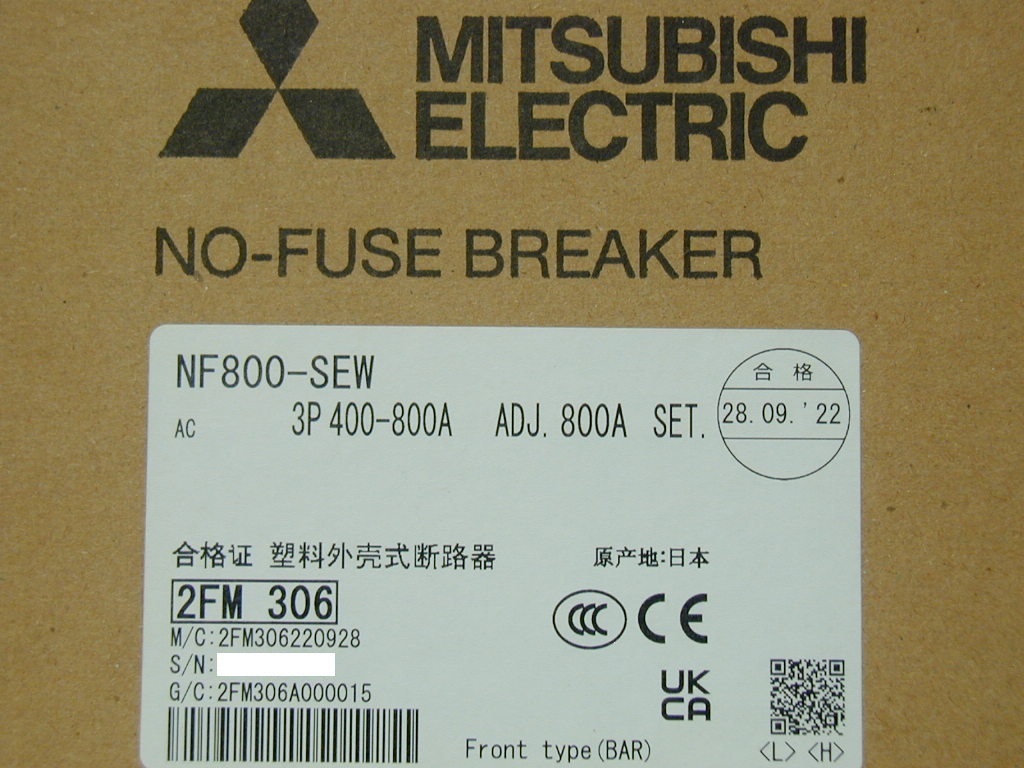 MITSUBISHI
ELECTRIC
NO-FUSE BREAKER
NF800-SEW
AC 3P 400-800A ADJ. 800A SET.
合 格
28.09.'22
合格证 塑料外壳式断路器 原产地:日本
2FM 306
M/C:2FM306220928
S/N:
G/C:2FM306A000015
CCC CE
UK
CA
Front type(BAR)
<L> <H>